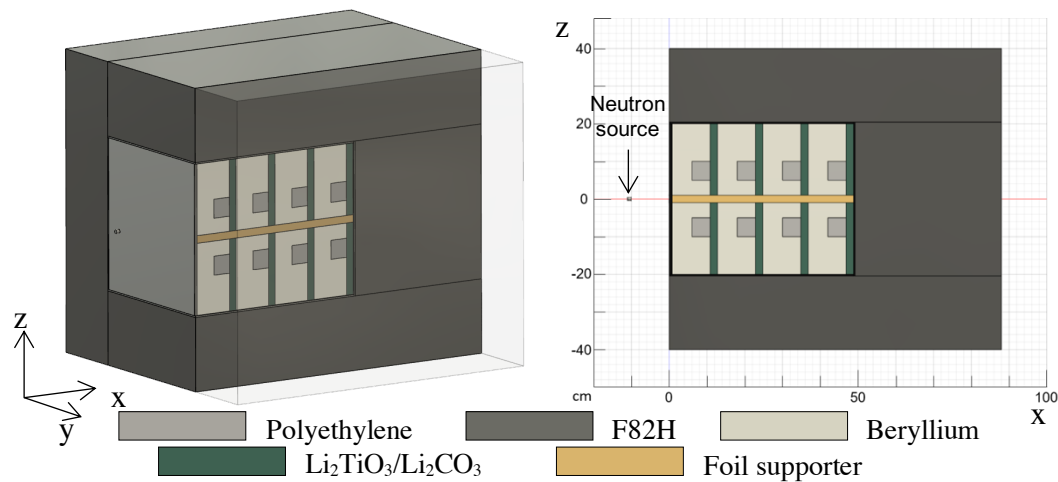 z
40
Neutron
source
20
0
-20
-40
cm
0
50
100
x
z
x
y
Polyethylene
F82H
Beryllium
Li₂TiO₃/Li₂CO₃
Foil supporter